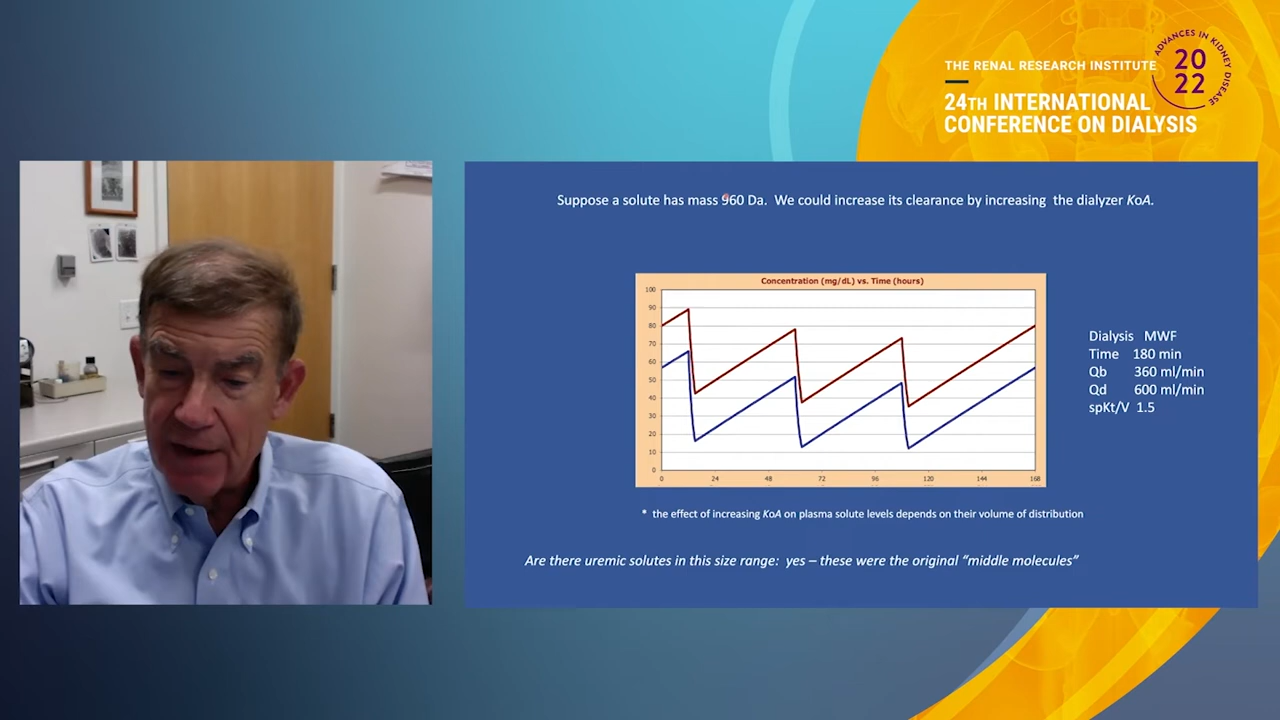 THE RENAL RESEARCH INSTITUTE
24TH INTERNATIONAL
CONFERENCE ON DIALYSIS
ADVANCES IN KIDNEY DISEASE
20
22
Suppose a solute has mass 960 Da. We could increase its clearance by increasing the dialyzer KoA.
Concentration (mg/dL) vs. Time (hours)
100
90
80
70
60
50
40
30
20
10
0
0 24 48 72 96 120 144 168
Dialysis MWF
Time 180 min
Qb 360 ml/min
Qd 600 ml/min
spKt/V 1.5
* the effect of increasing KoA on plasma solute levels depends on their volume of distribution
Are there uremic solutes in this size range: yes – these were the original “middle molecules”